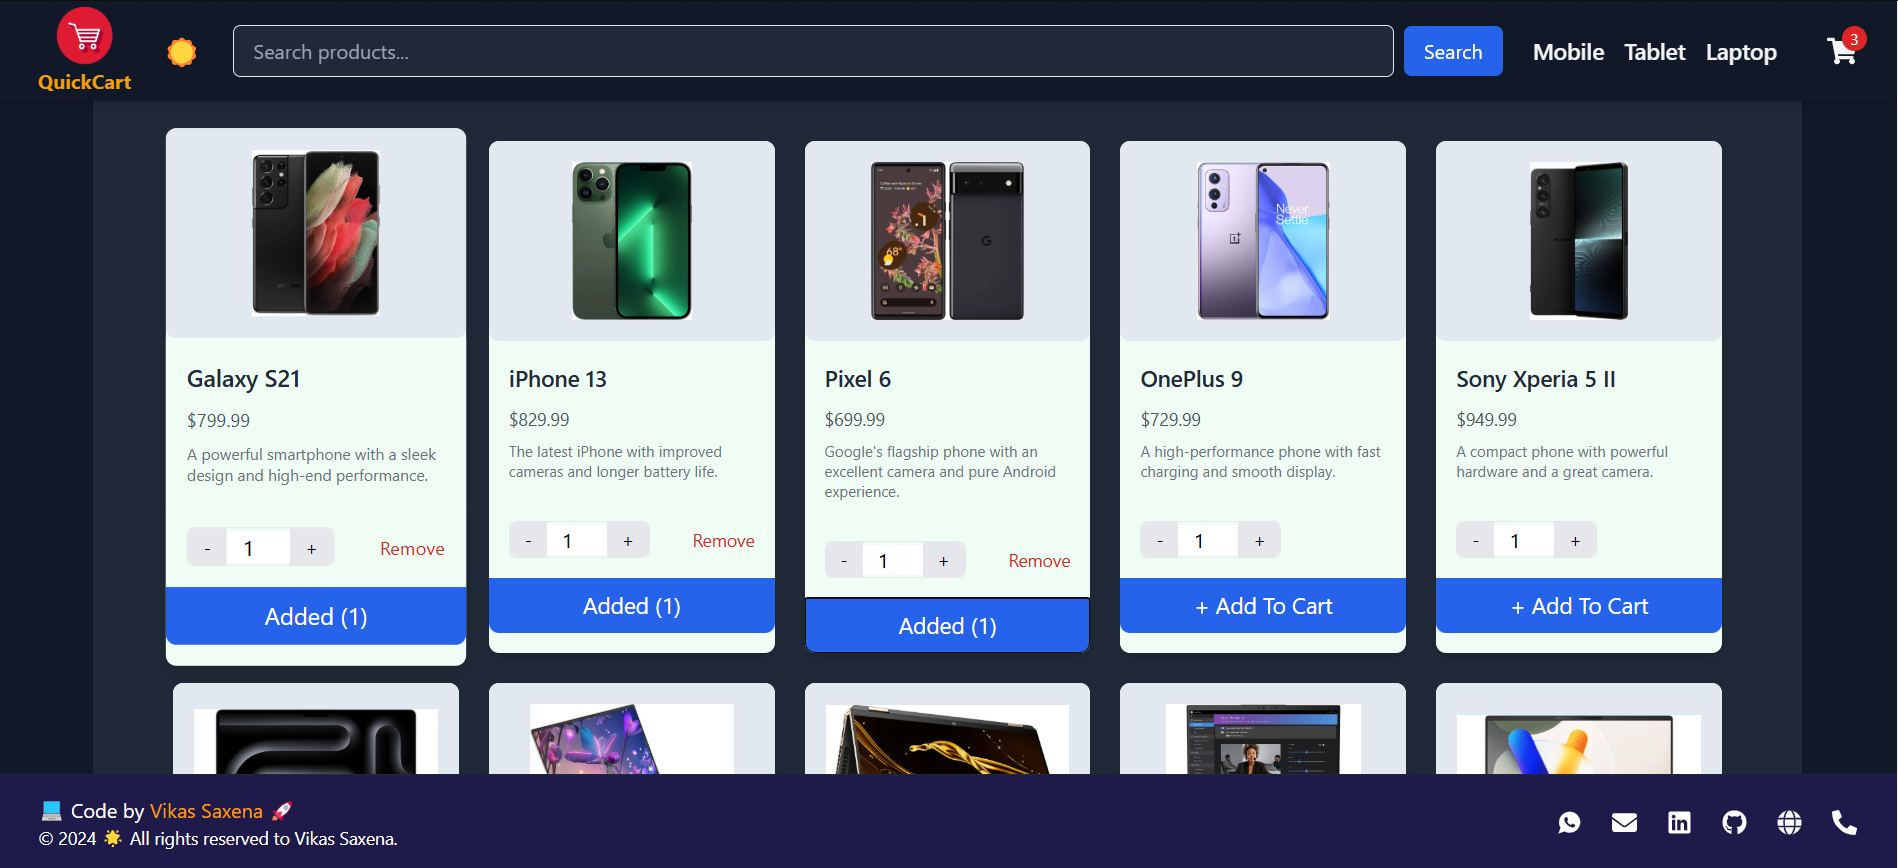 QuickCart
Search products...
Search
Mobile Tablet Laptop
3
Never
Settle
Galaxy S21
$799.99
A powerful smartphone with a sleek
design and high-end performance.
- 1 +
Remove
Added (1)
iPhone 13
$829.99
The latest iPhone with improved
cameras and longer battery life.
- 1 +
Remove
Added (1)
68°
G
Pixel 6
$699.99
Google's flagship phone with an
excellent camera and pure Android
experience.
- 1 +
Remove
Added (1)
OnePlus 9
$729.99
A high-performance phone with fast
charging and smooth display.
- 1 +
+ Add To Cart
Sony Xperia 5 II
$949.99
A compact phone with powerful
hardware and a great camera.
- 1 +
+ Add To Cart
Code by Vikas Saxena
© 2024 All rights reserved to Vikas Saxena.